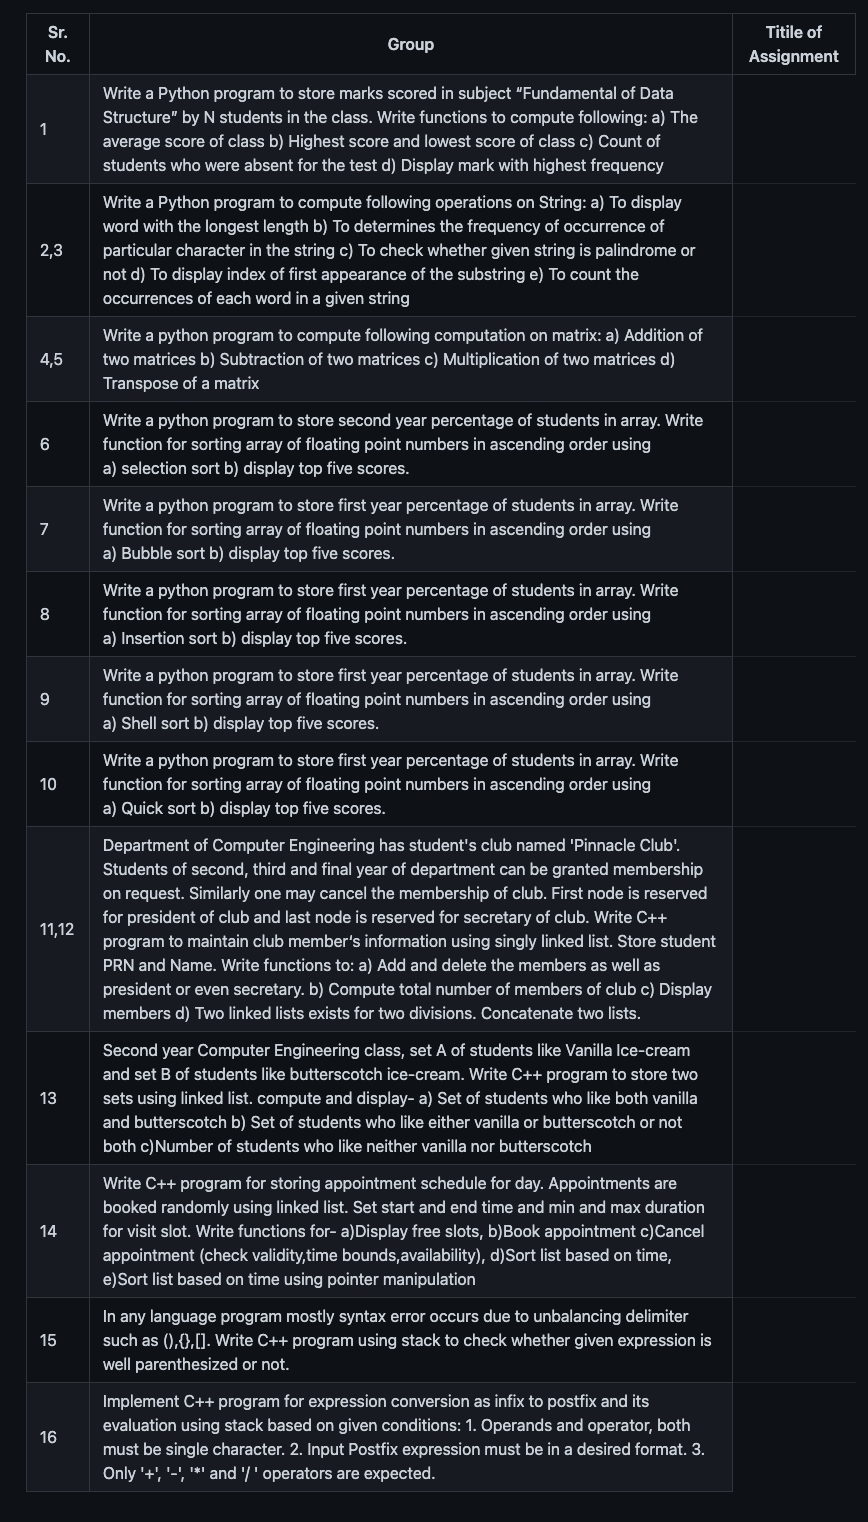 Sr.
No.
Group
Titile of
Assignment
1
Write a Python program to store marks scored in subject “Fundamental of Data
Structure” by N students in the class. Write functions to compute following: a) The
average score of class b) Highest score and lowest score of class c) Count of
students who were absent for the test d) Display mark with highest frequency
2,3
Write a Python program to compute following operations on String: a) To display
word with the longest length b) To determines the frequency of occurrence of
particular character in the string c) To check whether given string is palindrome or
not d) To display index of first appearance of the substring e) To count the
occurrences of each word in a given string
4,5
Write a python program to compute following computation on matrix: a) Addition of
two matrices b) Subtraction of two matrices c) Multiplication of two matrices d)
Transpose of a matrix
6
Write a python program to store second year percentage of students in array. Write
function for sorting array of floating point numbers in ascending order using
a) selection sort b) display top five scores.
7
Write a python program to store first year percentage of students in array. Write
function for sorting array of floating point numbers in ascending order using
a) Bubble sort b) display top five scores.
8
Write a python program to store first year percentage of students in array. Write
function for sorting array of floating point numbers in ascending order using
a) Insertion sort b) display top five scores.
9
Write a python program to store first year percentage of students in array. Write
function for sorting array of floating point numbers in ascending order using
a) Shell sort b) display top five scores.
10
Write a python program to store first year percentage of students in array. Write
function for sorting array of floating point numbers in ascending order using
a) Quick sort b) display top five scores.
11,12
Department of Computer Engineering has student's club named 'Pinnacle Club'.
Students of second, third and final year of department can be granted membership
on request. Similarly one may cancel the membership of club. First node is reserved
for president of club and last node is reserved for secretary of club. Write C++
program to maintain club member‘s information using singly linked list. Store student
PRN and Name. Write functions to: a) Add and delete the members as well as
president or even secretary. b) Compute total number of members of club c) Display
members d) Two linked lists exists for two divisions. Concatenate two lists.
13
Second year Computer Engineering class, set A of students like Vanilla Ice-cream
and set B of students like butterscotch ice-cream. Write C++ program to store two
sets using linked list. compute and display- a) Set of students who like both vanilla
and butterscotch b) Set of students who like either vanilla or butterscotch or not
both c)Number of students who like neither vanilla nor butterscotch
14
Write C++ program for storing appointment schedule for day. Appointments are
booked randomly using linked list. Set start and end time and min and max duration
for visit slot. Write functions for- a)Display free slots, b)Book appointment c)Cancel
appointment (check validity,time bounds,availability), d)Sort list based on time,
e)Sort list based on time using pointer manipulation
15
In any language program mostly syntax error occurs due to unbalancing delimiter
such as (),{},[]. Write C++ program using stack to check whether given expression is
well parenthesized or not.
16
Implement C++ program for expression conversion as infix to postfix and its
evaluation using stack based on given conditions: 1. Operands and operator, both
must be single character. 2. Input Postfix expression must be in a desired format. 3.
Only '+', '-', '*' and '/ ' operators are expected.